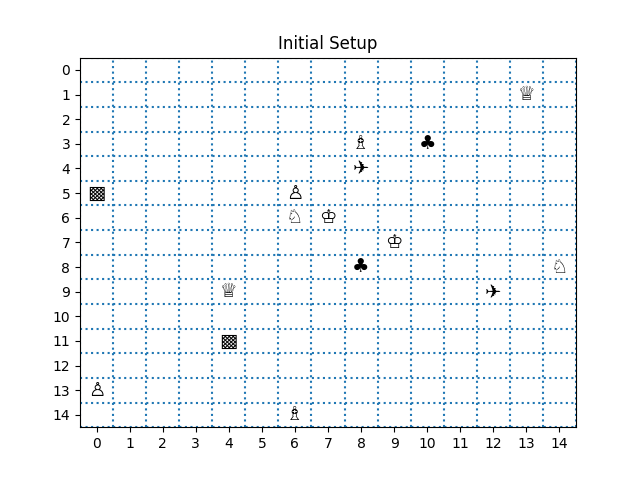 Initial Setup
0
1
♕
2
3 ♗ ♣
4 ✈
5 ▩ ♙
6 ♘ ♔
7 ♔
8 ♣ ♘
9 ♕ ✈
10
11 ▩
12
13 ♙
14 ♗
0 1 2 3 4 5 6 7 8 9 10 11 12 13 14